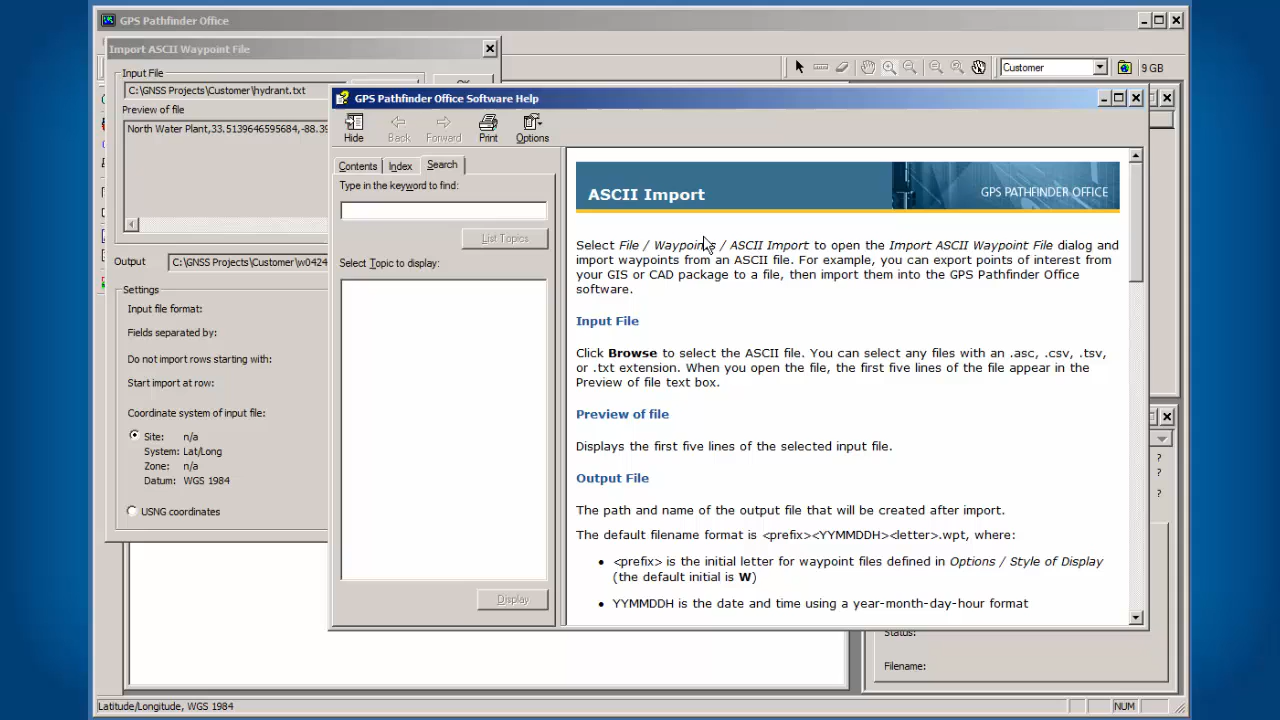 GPS Pathfinder Office
Import ASCII Waypoint File
Input File
C:\GNSS Projects\Customer\hydrant.txt
Preview of file
North Water Plant,33.5139646595684,-88.39
Output
C:\GNSS Projects\Customer\w0424
Settings
Input file format:
Fields separated by:
Do not import rows starting with:
Start import at row:
Coordinate system of input file:
Site: n/a
System: Lat/Long
Zone: n/a
Datum: WGS 1984
USNG coordinates
Customer
9 GB
GPS Pathfinder Office Software Help
Hide
Back
Forward
Print
Options
Contents
Index
Search
Type in the keyword to find:
List Topics
Select Topic to display:
Display
ASCII Import
GPS PATHFINDER OFFICE
Select File / Waypoints / ASCII Import to open the Import ASCII Waypoint File dialog and
import waypoints from an ASCII file. For example, you can export points of interest from
your GIS or CAD package to a file, then import them into the GPS Pathfinder Office
software.
Input File
Click Browse to select the ASCII file. You can select any files with an .asc, .csv, .tsv,
or .txt extension. When you open the file, the first five lines of the file appear in the
Preview of file text box.
Preview of file
Displays the first five lines of the selected input file.
Output File
The path and name of the output file that will be created after import.
The default filename format is <prefix><YYMMDDH><letter>.wpt, where:
• <prefix> is the initial letter for waypoint files defined in Options / Style of Display
(the default initial is W)
• YYMMDDH is the date and time using a year-month-day-hour format
?
?
?
Status:
Filename:
Latitude/Longitude, WGS 1984
NUM